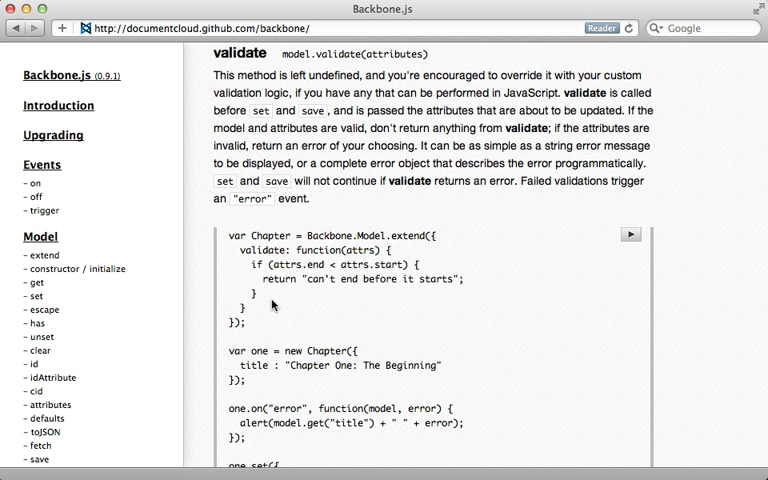 Backbone.js
http://documentcloud.github.com/backbone/
Reader
Google
Backbone.js (0.9.1)
Introduction
Upgrading
Events
- on
- off
- trigger
Model
- extend
- constructor / initialize
- get
- set
- escape
- has
- unset
- clear
- id
- idAttribute
- cid
- attributes
- defaults
- toJSON
- fetch
- save
validate model.validate(attributes)
This method is left undefined, and you're encouraged to override it with your custom
validation logic, if you have any that can be performed in JavaScript. validate is called
before set and save, and is passed the attributes that are about to be updated. If the
model and attributes are valid, don't return anything from validate; if the attributes are
invalid, return an error of your choosing. It can be as simple as a string error message
to be displayed, or a complete error object that describes the error programmatically.
set and save will not continue if validate returns an error. Failed validations trigger
an "error" event.
var Chapter = Backbone.Model.extend({
  validate: function(attrs) {
    if (attrs.end < attrs.start) {
      return "can't end before it starts";
    }
  }
});
var one = new Chapter({
  title : "Chapter One: The Beginning"
});
one.on("error", function(model, error) {
  alert(model.get("title") + " " + error);
});
one.set({